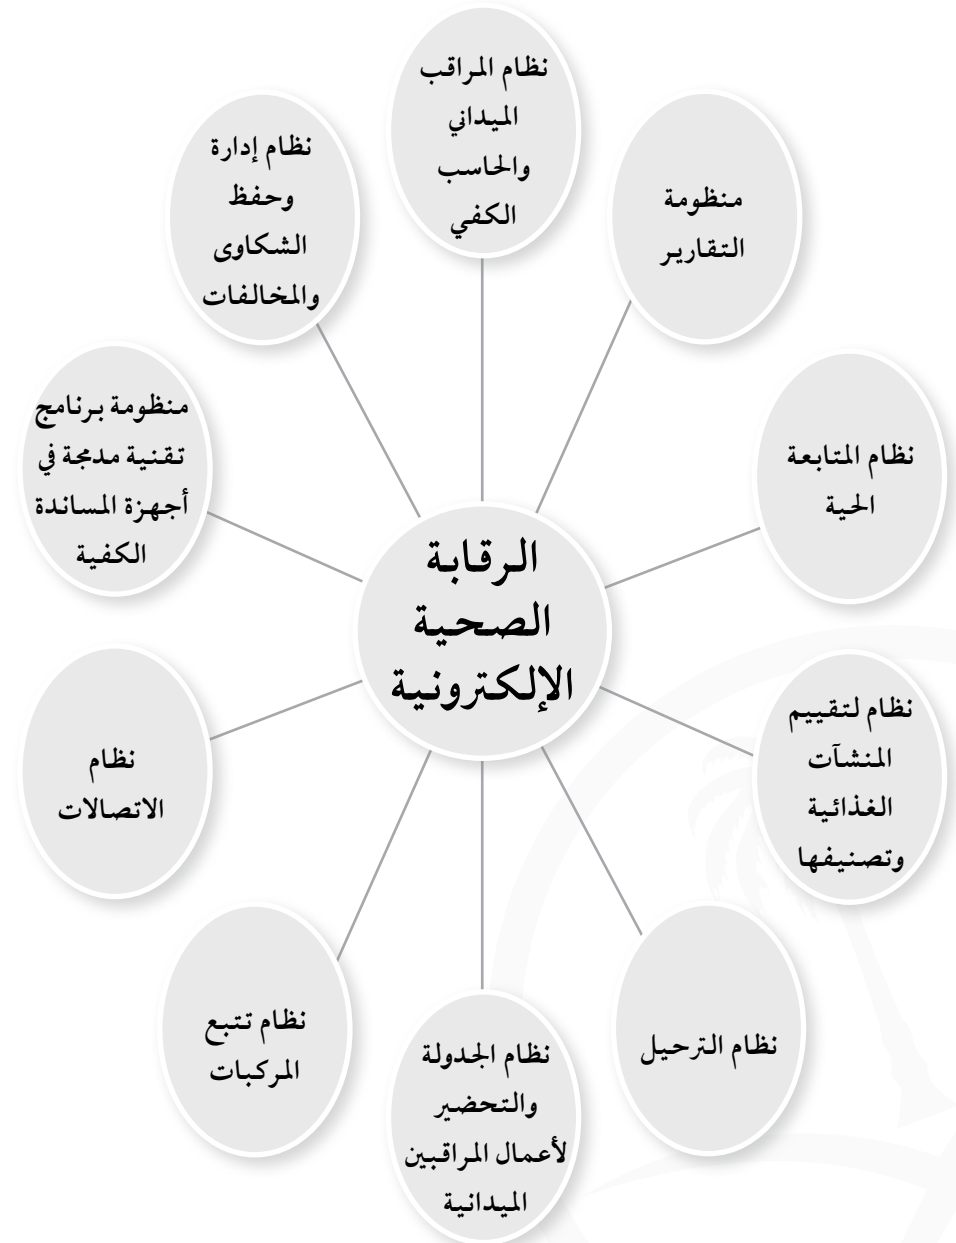 نظام المراقب
الميداني
والحاسب
الكفي
منظومة
التقارير
نظام المتابعة
الحية
نظام لتقييم
المنشآت
الغذائية
وتصنيفها
نظام الترحيل
نظام الجدولة
والتحضير
لأعمال المراقبين
الميدانية
نظام تتبع
المركبات
نظام
الاتصالات
منظومة برنامج
تقنية مدمجة في
أجهزة المساندة
الكفية
نظام إدارة
وحفظ
الشكاوى
والمخالفات
الرقابة
الصحية
الإلكترونية